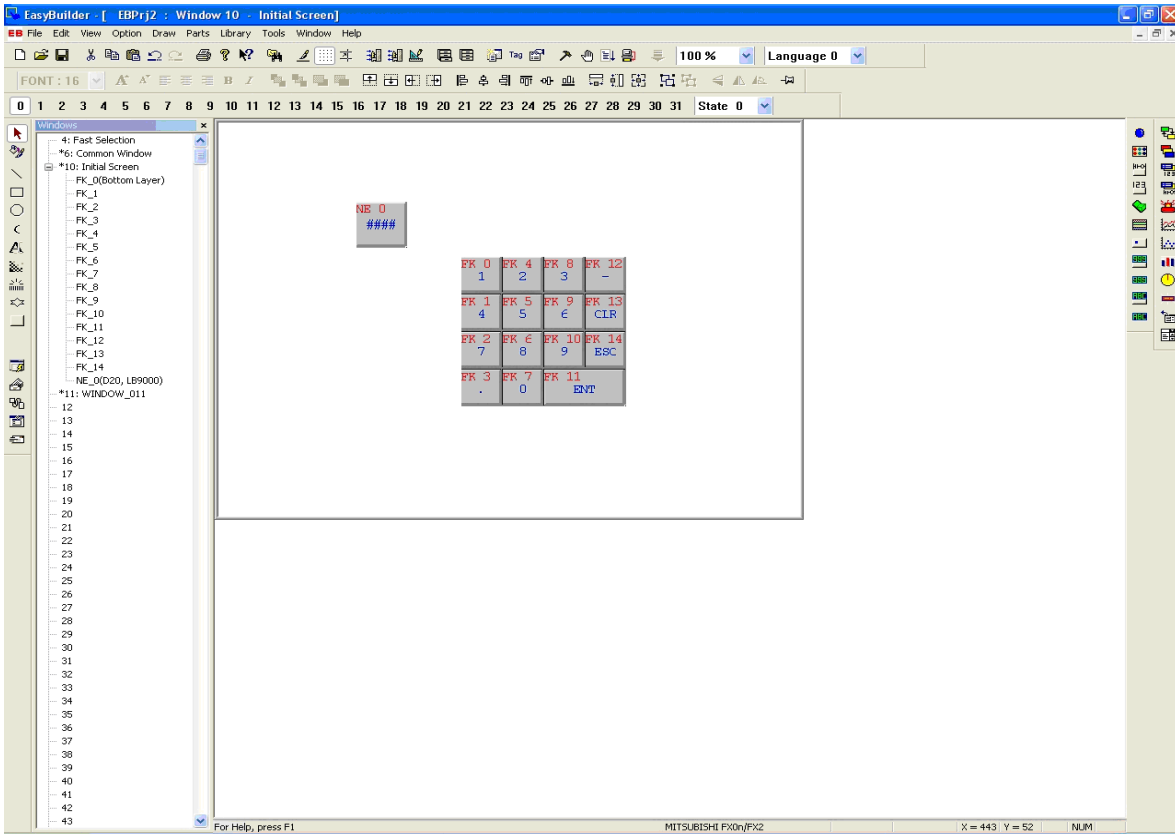 EasyBuilder - [ EBPrj2 : Window 10 - Initial Screen]
EB File Edit View Option Draw Parts Library Tools Window Help
Tag 100 % Language 0
FONT : 16 A A B I A A
0 1 2 3 4 5 6 7 8 9 10 11 12 13 14 15 16 17 18 19 20 21 22 23 24 25 26 27 28 29 30 31 State 0
Windows
4: Fast Selection
*6: Common Window
*10: Initial Screen
FK_0(Bottom Layer)
FK_1
FK_2
FK_3
FK_4
FK_5
FK_6
FK_7
FK_8
FK_9
FK_10
FK_11
FK_12
FK_13
FK_14
NE_0(D20, LB9000)
*11: WINDOW_011
12
13
14
15
16
17
18
19
20
21
22
23
24
25
26
27
28
29
30
31
32
33
34
35
36
37
38
39
40
41
42
43
NE 0
####
FK 0 FK 4 FK 8 FK 12
1 2 3 -
FK 1 FK 5 FK 9 FK 13
4 5 6 CLR
FK 2 FK 6 FK 10 FK 14
7 8 9 ESC
FK 3 FK 7 FK 11
. 0 ENT
For Help, press F1
MITSUBISHI FX0n/FX2
X = 443 Y = 52
NUM